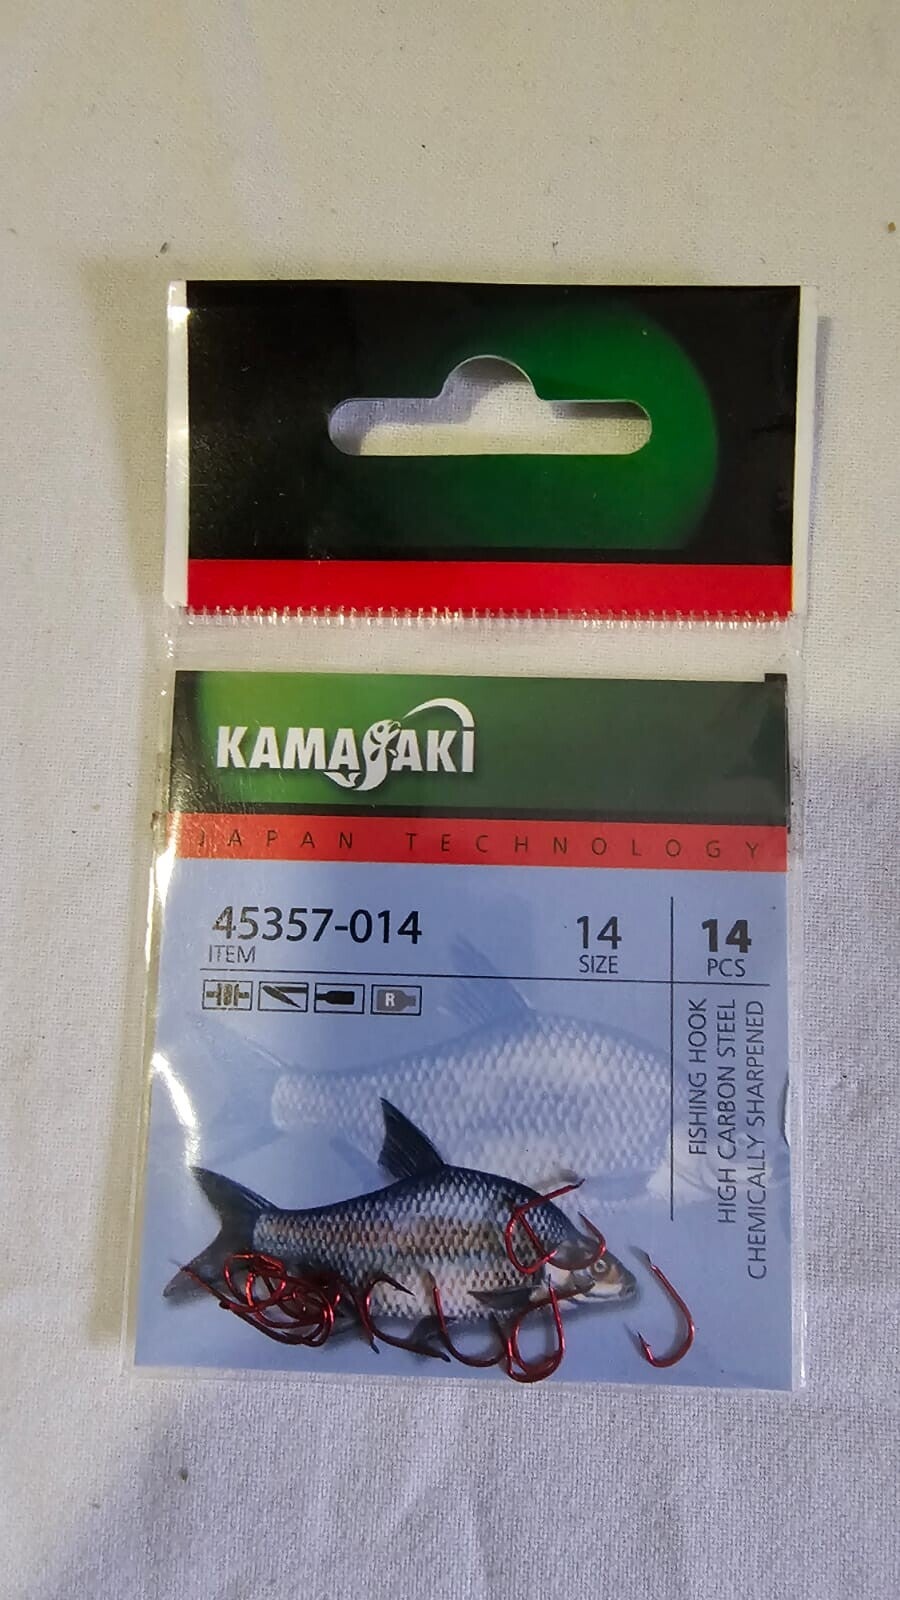 KAMASAKI
JAPAN TECHNOLOGY
45357-014
ITEM
14
SIZE
14
PCS
R
FISHING HOOK
HIGH CARBON STEEL
CHEMICALLY SHARPENED